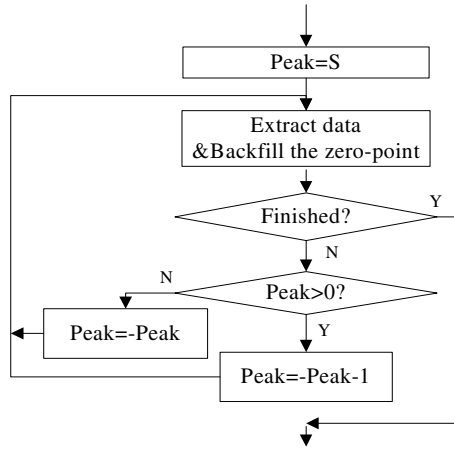 Peak=S
Extract data
&Backfill the zero-point
Finished?
Y
N
Peak>0?
N
Y
Peak=-Peak
Peak=-Peak-1